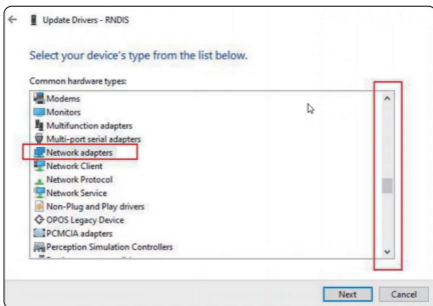 Update Drivers - RNDIS
Select your device's type from the list below.
Common hardware types:
Modems
Monitors
Multifunction adapters
Multi-port serial adapters
Network adapters
Network Client
Network Protocol
Network Service
Non-Plug and Play drivers
OPOS Legacy Device
PCMCIA adapters
Perception Simulation Controllers
Next
Cancel